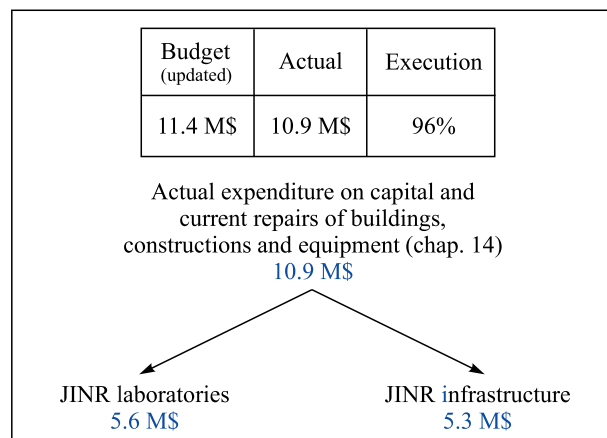 Budget Actual Execution
(updated)
11.4 M$ 10.9 M$ 96%
Actual expenditure on capital and
current repairs of buildings,
constructions and equipment (chap. 14)
10.9 M$
JINR laboratories JINR infrastructure
5.6 M$ 5.3 M$